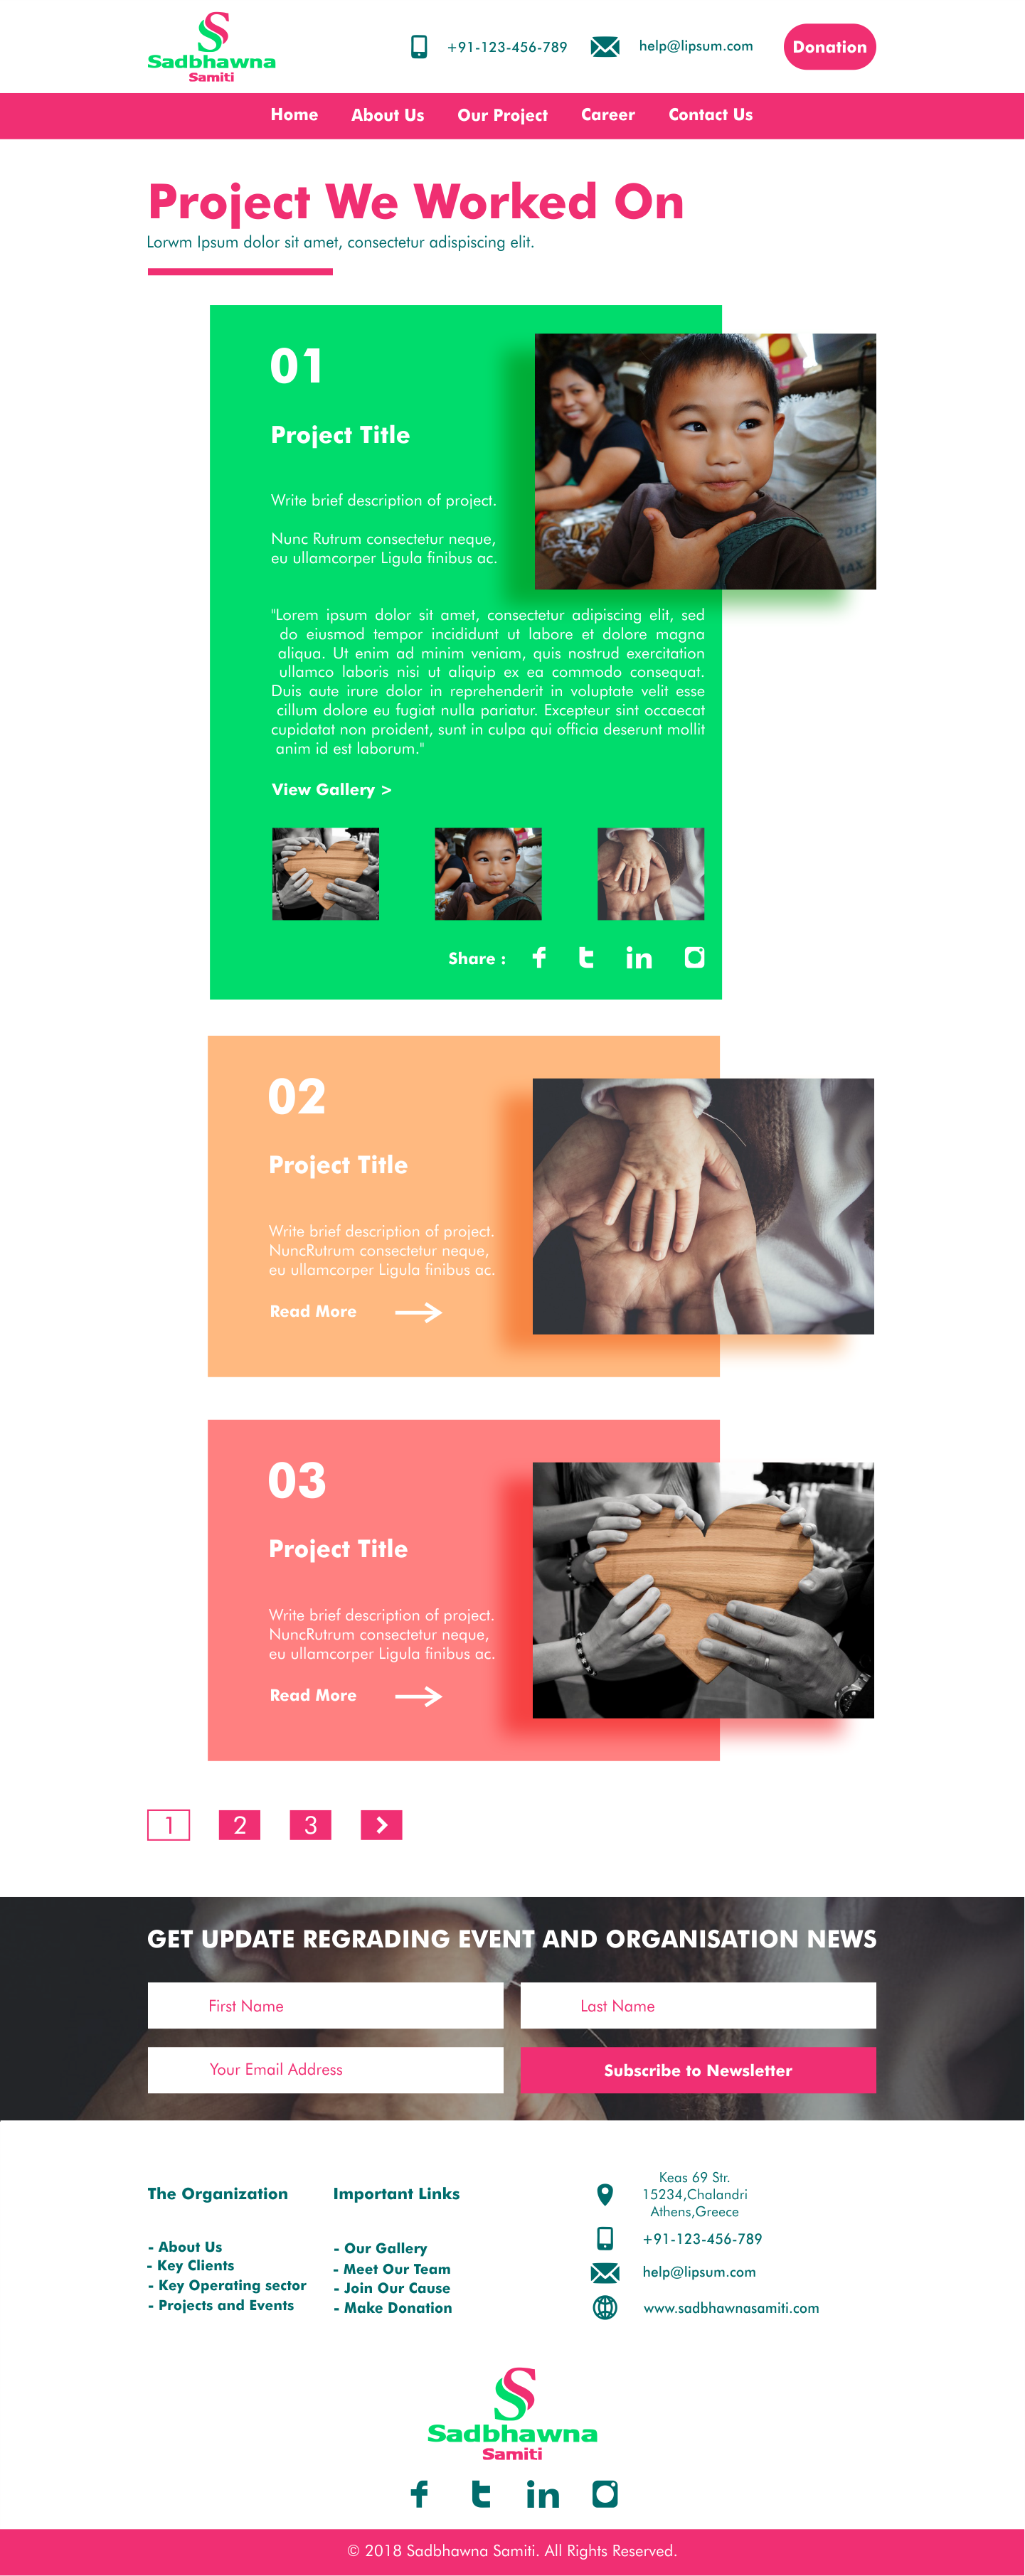 Sadbhawna
Samiti
+91-123-456-789
help@lipsum.com
Donation
Home
About Us
Our Project
Career
Contact Us
Project We Worked On
Lorwm Ipsum dolor sit amet, consectetur adispiscing elit.
01
Project Title
Write brief description of project.
Nunc Rutrum consectetur neque,
eu ullamcorper Ligula finibus ac.
"Lorem ipsum dolor sit amet, consectetur adipiscing elit, sed
do eiusmod tempor incididunt ut labore et dolore magna
aliqua. Ut enim ad minim veniam, quis nostrud exercitation
ullamco laboris nisi ut aliquip ex ea commodo consequat.
Duis aute irure dolor in reprehenderit in voluptate velit esse
cillum dolore eu fugiat nulla pariatur. Excepteur sint occaecat
cupidatat non proident, sunt in culpa qui officia deserunt mollit
anim id est laborum."
View Gallery >
Share :
02
Project Title
Write brief description of project.
NuncRutrum consectetur neque,
eu ullamcorper Ligula finibus ac.
Read More
03
Project Title
Write brief description of project.
NuncRutrum consectetur neque,
eu ullamcorper Ligula finibus ac.
Read More
1
2
3
GET UPDATE REGRADING EVENT AND ORGANISATION NEWS
First Name
Last Name
Your Email Address
Subscribe to Newsletter
The Organization
- About Us
- Key Clients
- Key Operating sector
- Projects and Events
Important Links
- Our Gallery
- Meet Our Team
- Join Our Cause
- Make Donation
Keas 69 Str.
15234,Chalandri
Athens,Greece
+91-123-456-789
help@lipsum.com
www.sadbhawnasamiti.com
Sadbhawna
Samiti
© 2018 Sadbhawna Samiti. All Rights Reserved.